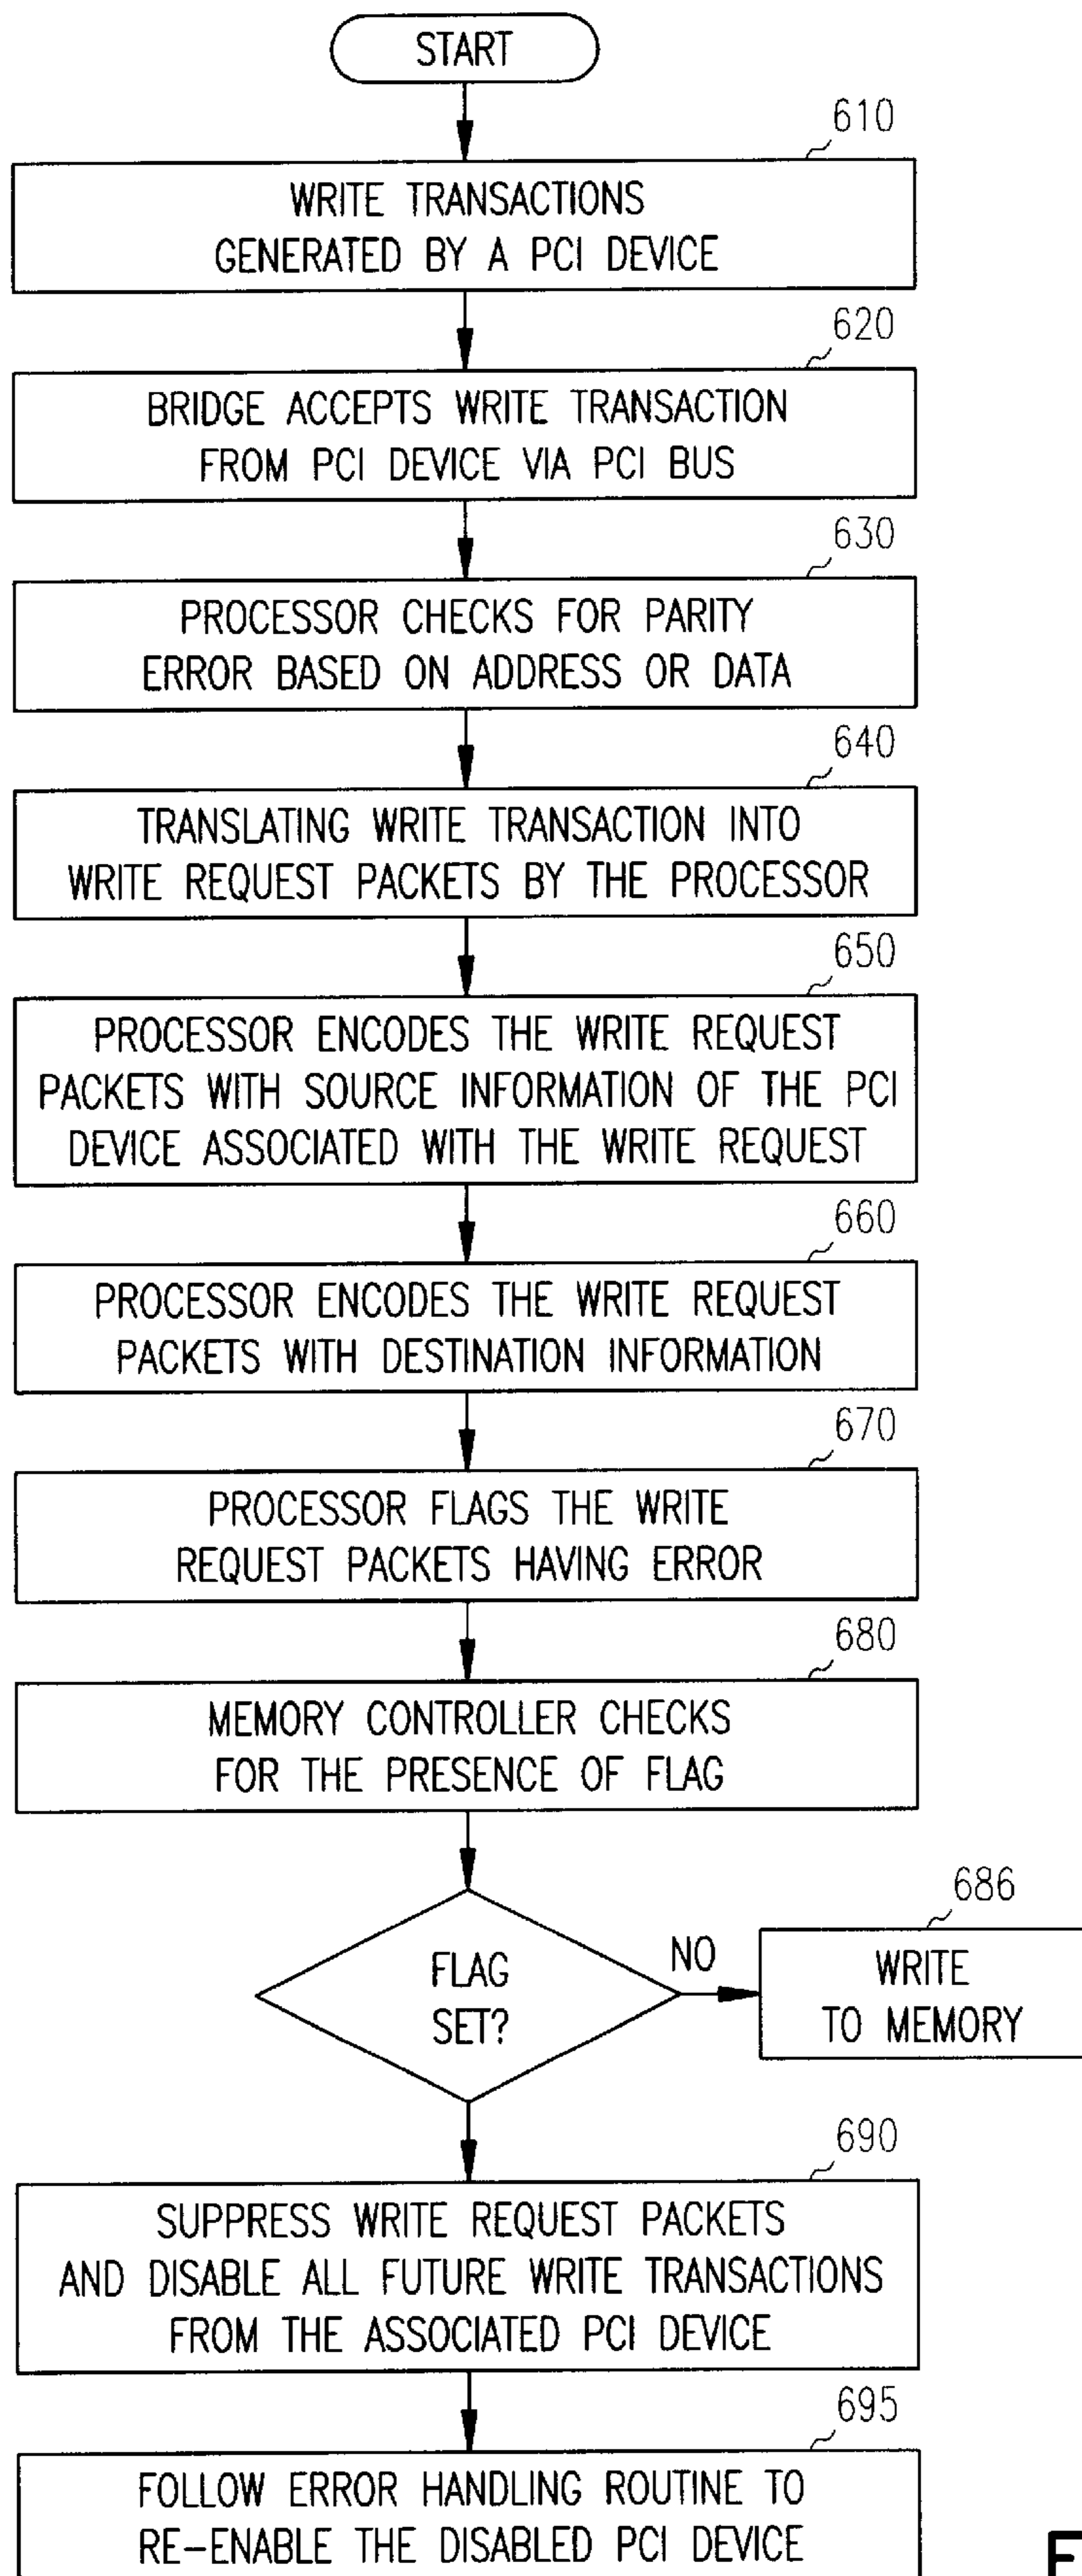 START
610
WRITE TRANSACTIONS
GENERATED BY A PCI DEVICE
620
BRIDGE ACCEPTS WRITE TRANSACTION
FROM PCI DEVICE VIA PCI BUS
630
PROCESSOR CHECKS FOR PARITY
ERROR BASED ON ADDRESS OR DATA
640
TRANSLATING WRITE TRANSACTION INTO
WRITE REQUEST PACKETS BY THE PROCESSOR
650
PROCESSOR ENCODES THE WRITE REQUEST
PACKETS WITH SOURCE INFORMATION OF THE PCI
DEVICE ASSOCIATED WITH THE WRITE REQUEST
660
PROCESSOR ENCODES THE WRITE REQUEST
PACKETS WITH DESTINATION INFORMATION
670
PROCESSOR FLAGS THE WRITE
REQUEST PACKETS HAVING ERROR
680
MEMORY CONTROLLER CHECKS
FOR THE PRESENCE OF FLAG
686
FLAG
SET?
NO
WRITE
TO MEMORY
690
SUPPRESS WRITE REQUEST PACKETS
AND DISABLE ALL FUTURE WRITE TRANSACTIONS
FROM THE ASSOCIATED PCI DEVICE
695
FOLLOW ERROR HANDLING ROUTINE TO
RE-ENABLE THE DISABLED PCI DEVICE